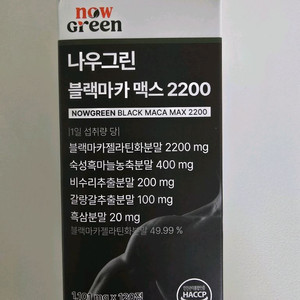 now
green
나우그린
블랙마카 맥스 2200
NOWGREEN BLACK MACA MAX 2200
[1일 섭취량 당]
블랙마카젤라틴화분말 2200 mg
숙성흑마늘농축분말 400 mg
비수리추출분말 200 mg
갈랑갈추출분말 100 mg
흑삼분말 20 mg
블랙마카젤라틴화분말 49.99 %
HACCP